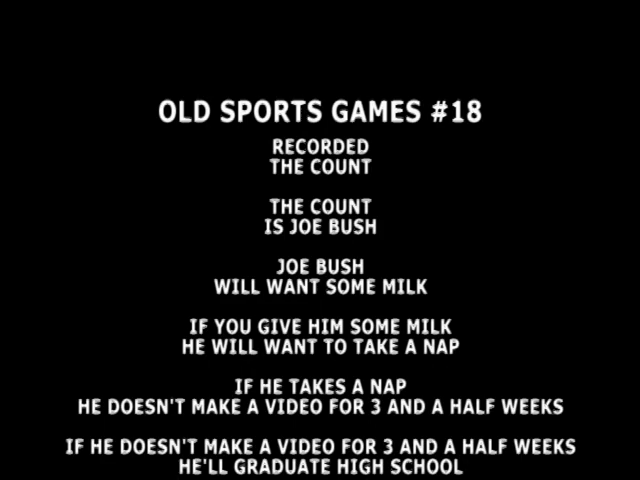 OLD SPORTS GAMES #18
RECORDED
THE COUNT
THE COUNT
IS JOE BUSH
JOE BUSH
WILL WANT SOME MILK
IF YOU GIVE HIM SOME MILK
HE WILL WANT TO TAKE A NAP
IF HE TAKES A NAP
HE DOESN'T MAKE A VIDEO FOR 3 AND A HALF WEEKS
IF HE DOESN'T MAKE A VIDEO FOR 3 AND A HALF WEEKS
HE'LL GRADUATE HIGH SCHOOL